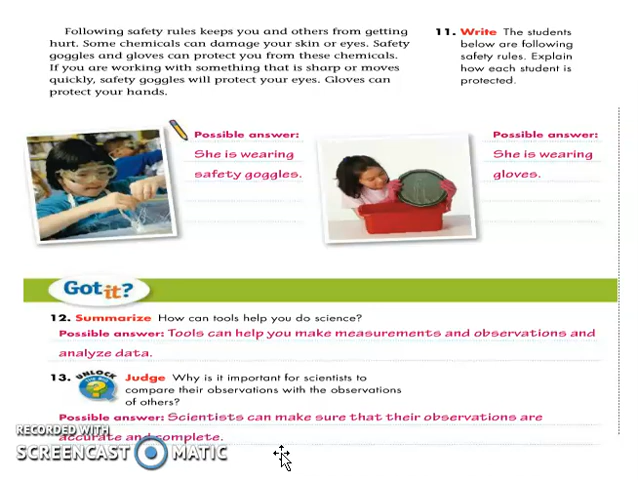 Following safety rules keeps you and others from getting
hurt. Some chemicals can damage your skin or eyes. Safety
goggles and gloves can protect you from these chemicals.
If you are working with something that is sharp or moves
quickly, safety goggles will protect your eyes. Gloves can
protect your hands.
11. Write The students
below are following
safety rules. Explain
how each student is
protected.
Possible answer:
She is wearing
safety goggles.
Possible answer:
She is wearing
gloves.
Got it?
12. Summarize How can tools help you do science?
Possible answer: Tools can help you make measurements and observations and
analyze data.
13. UNLOCK Judge Why is it important for scientists to
compare their observations with the observations
of others?
Possible answer: Scientists can make sure that their observations are
accurate and complete.
RECORDED WITH
SCREENCAST MATIC